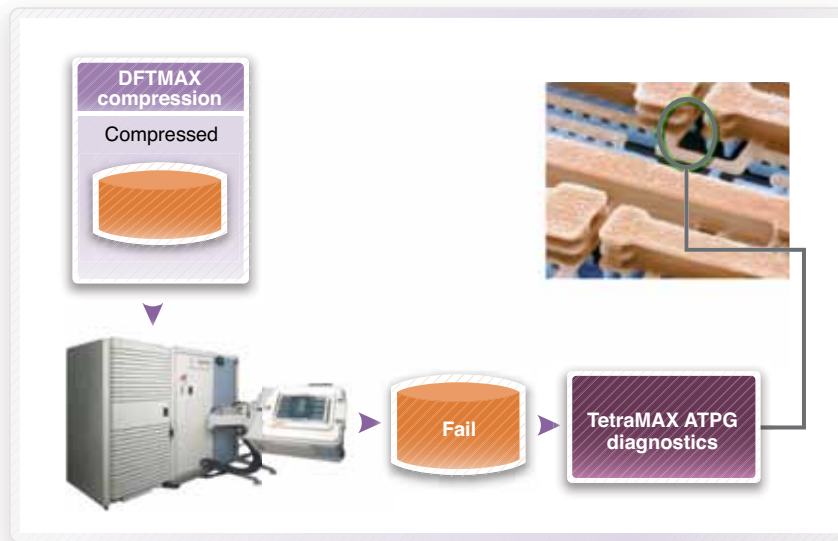 DFTMAX
compression
Compressed
Fail
TetraMAX ATPG
diagnostics